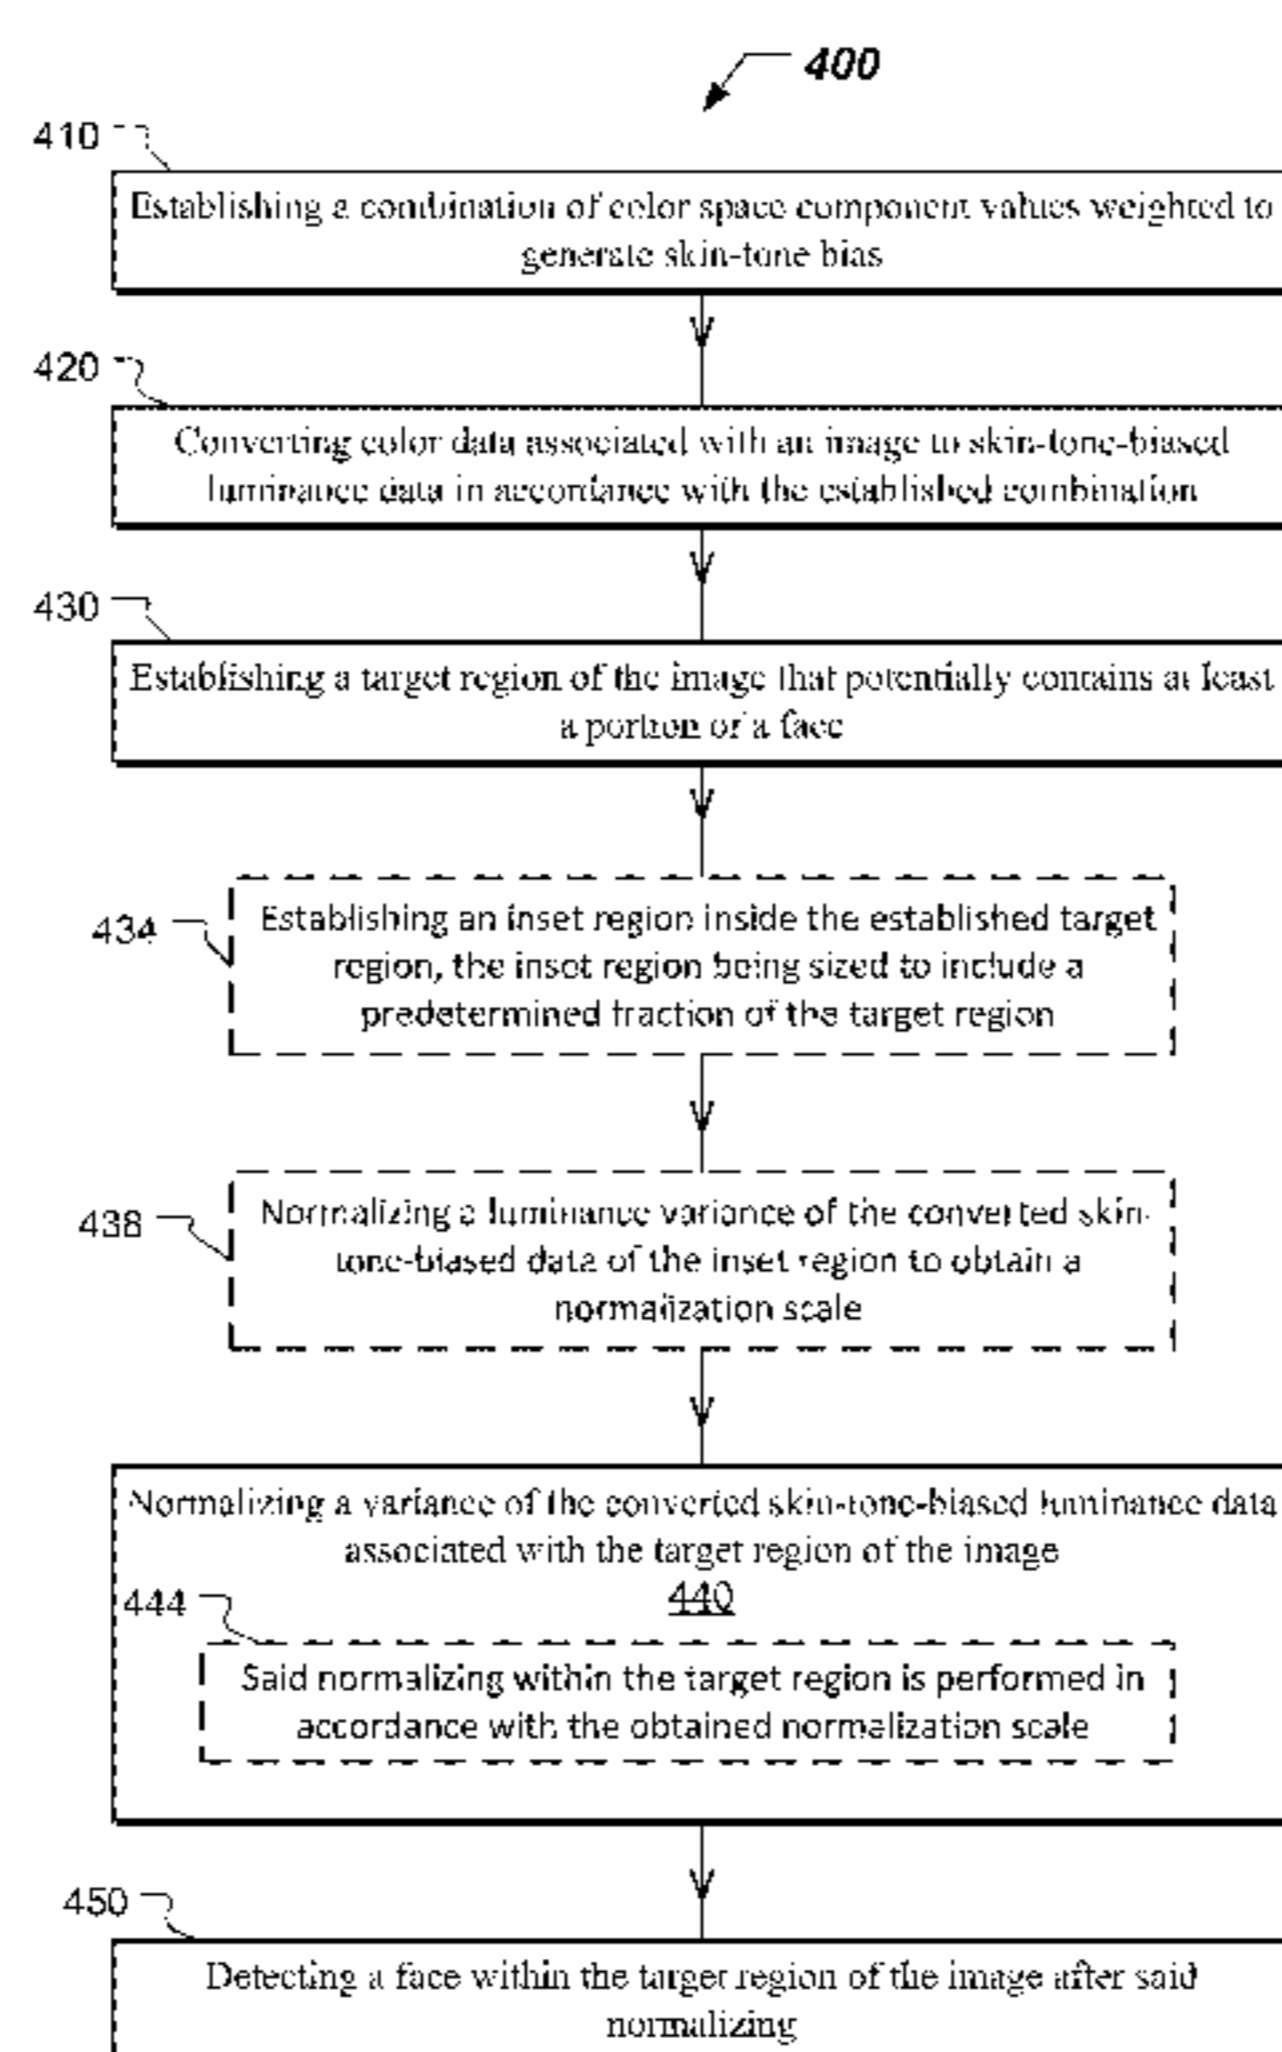 400
410
Establishing a combination of color space component values weighted to
generate skin-tone bias
420
Converting color data associated with an image to skin-tone-biased
luminance data in accordance with the established combination
430
Establishing a target region of the image that potentially contains at least
a portion of a face
434
Establishing an inset region inside the established target
region, the inset region being sized to include a
predetermined fraction of the target region
438
Normalizing a luminance variance of the converted skin-
tone-biased data of the inset region to obtain a
normalization scale
Normalizing a variance of the converted skin-tone-biased luminance data
associated with the target region of the image
440
444
Said normalizing within the target region is performed in
accordance with the obtained normalization scale
450
Detecting a face within the target region of the image after said
normalizing